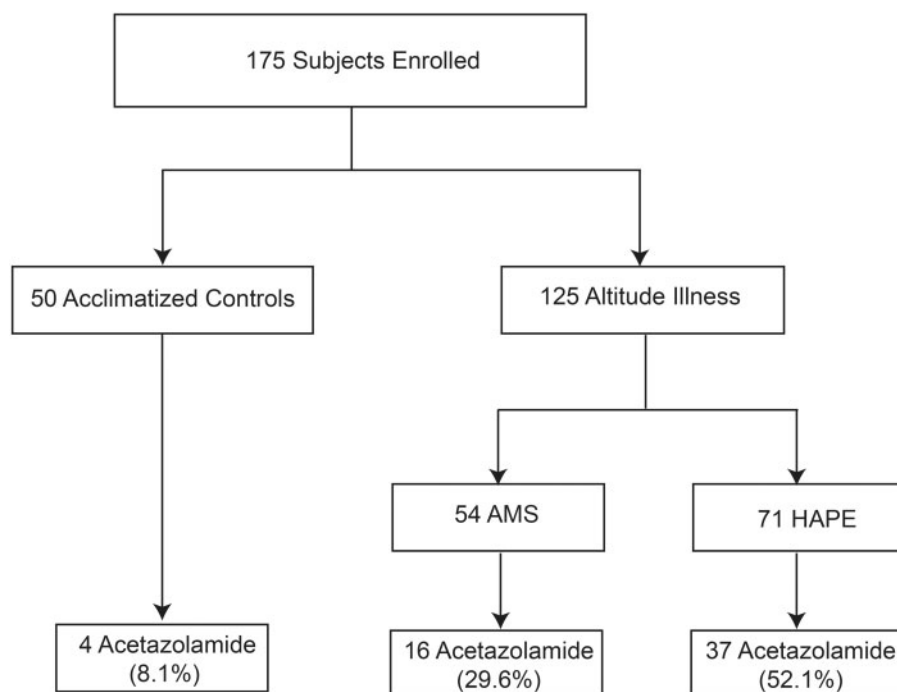 175 Subjects Enrolled
50 Acclimatized Controls
125 Altitude Illness
54 AMS
71 HAPE
4 Acetazolamide
(8.1%)
16 Acetazolamide
(29.6%)
37 Acetazolamide
(52.1%)